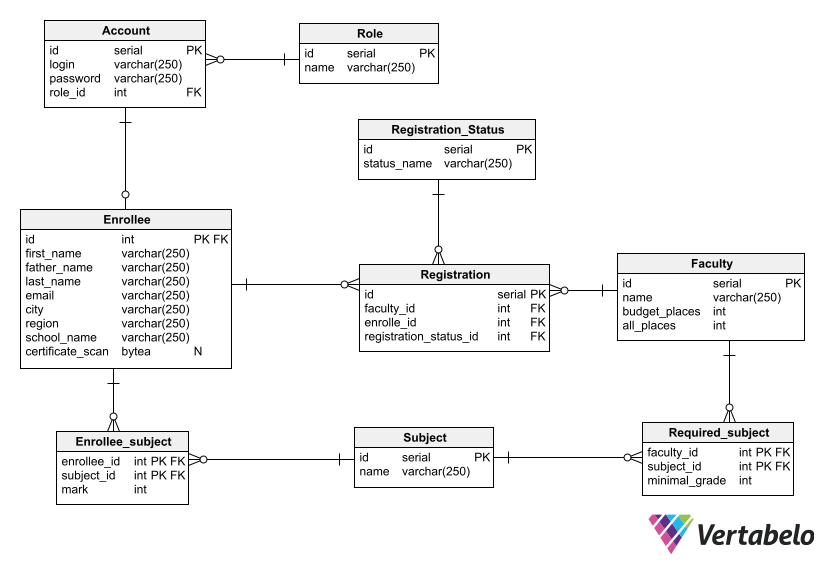 Account
id serial PK
login varchar(250)
password varchar(250)
role_id int FK
Role
id serial PK
name varchar(250)
Registration_Status
id serial PK
status_name varchar(250)
Enrollee
id int PK FK
first_name varchar(250)
father_name varchar(250)
last_name varchar(250)
email varchar(250)
city varchar(250)
region varchar(250)
school_name varchar(250)
certificate_scan bytea N
Registration
id serial PK
faculty_id int FK
enrolle_id int FK
registration_status_id int FK
Faculty
id serial PK
name varchar(250)
budget_places int
all_places int
Enrollee_subject
enrollee_id int PK FK
subject_id int PK FK
mark int
Subject
id serial PK
name varchar(250)
Required_subject
faculty_id int PK FK
subject_id int PK FK
minimal_grade int
Vertabelo